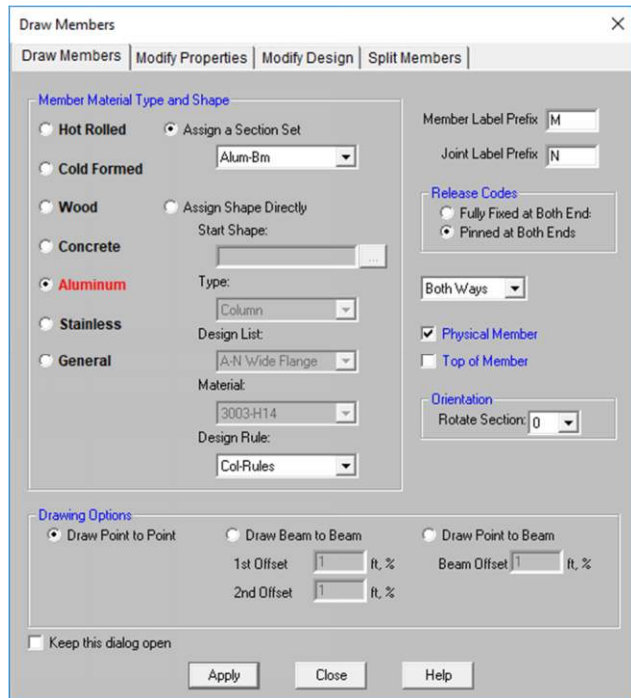 Draw Members
Draw Members Modify Properties Modify Design Split Members
Member Material Type and Shape
Hot Rolled
Cold Formed
Wood
Concrete
Aluminum
Stainless
General
Assign a Section Set
Alum-Bm
Assign Shape Directly
Start Shape:
...
Type:
Column
Design List:
A-N Wide Flange
Material:
3003-H14
Design Rule:
Col-Rules
Member Label Prefix M
Joint Label Prefix N
Release Codes
Fully Fixed at Both End:
Pinned at Both Ends
Both Ways
Physical Member
Top of Member
Orientation
Rotate Section: 0
Drawing Options
Draw Point to Point
Draw Beam to Beam
1st Offset 1 ft, %
2nd Offset 1 ft, %
Draw Point to Beam
Beam Offset 1 ft, %
Keep this dialog open
Apply Close Help